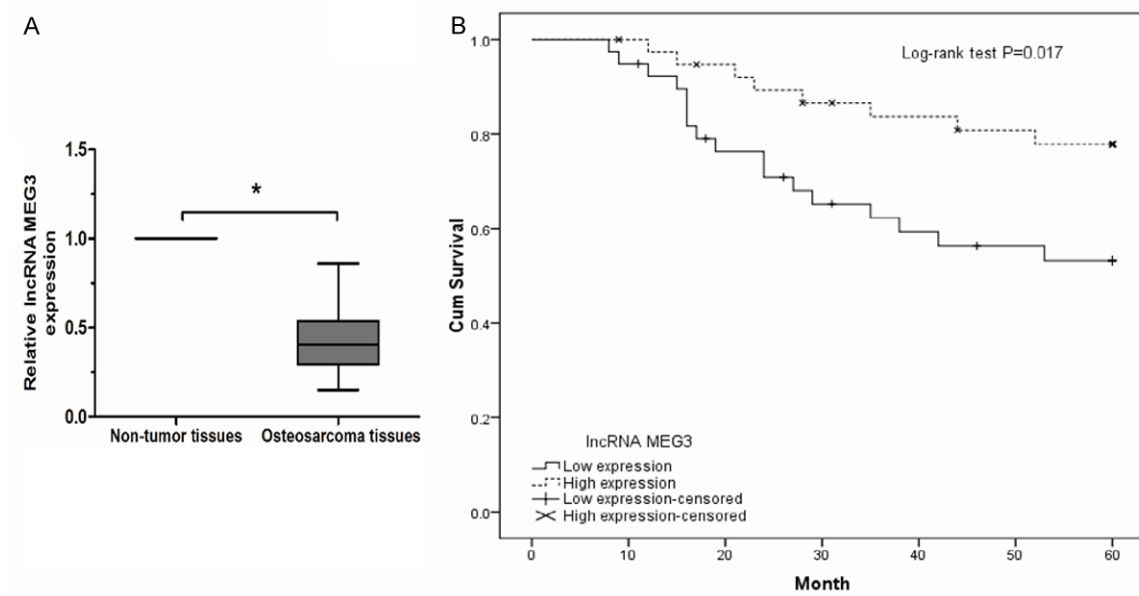 A
Relative lncRNA MEG3
expression
1.5
1.0
0.5
0.0
*
Non-tumor tissues
Osteosarcoma tissues
B
Cum Survival
1.0
0.8
0.6
0.4
0.2
0.0
Log-rank test P=0.017
lncRNA MEG3
Low expression
High expression
Low expression-censored
High expression-censored
0 10 20 30 40 50 60
Month